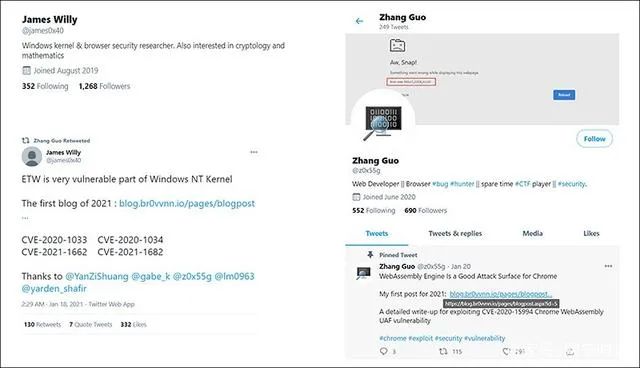 James Willy
@james0x40
Windows kernel & browser security researcher. Also interested in cryptology and
mathematics
Joined August 2019
352 Following 1,268 Followers
Zhang Guo Retweeted
James Willy
@james0x40
ETW is very vulnerable part of Windows NT Kernel
The first blog of 2021 : blog.br0vvnn.io/pages/blogpost
...
CVE-2020-1033 CVE-2020-1034
CVE-2021-1662 CVE-2021-1682
Thanks to @YanZiShuang @gabe_k @z0x55g @lm0963
@yarden_shafir
2:29 AM · Jan 18, 2021 · Twitter Web App
130 Retweets 7 Quote Tweets 332 Likes
Zhang Guo
249 Tweets
Aw, Snap!
Something went wrong while displaying this webpage.
Reload
Follow
Zhang Guo
@z0x55g
Web Developer || Browser #bug #hunter || spare time #CTF player || #security.
Joined June 2020
552 Following 690 Followers
Tweets Tweets & replies Media Likes
Pinned Tweet
Zhang Guo @z0x55g · Jan 20
WebAssembly Engine Is a Good Attack Surface for Chrome
My first post for 2021: blog.br0vvnn.io/pages/blogpost...
https://blog.br0vvnn.io/pages/blogpost.aspx?id=5
A detailed write-up for exploiting CVE-2020-15994 Chrome WebAssembly
UAF vulnerability
#chrome #exploit #security #vulnerability
3 115 291